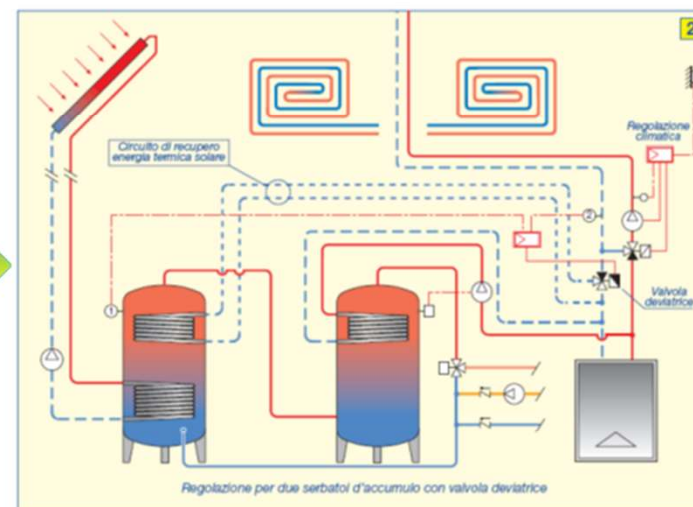 2
Regolazione
climatica
Circuito di recupero
energia termica solare
2
1
Valvola
deviatrice
Regolazione per due serbatoi d'accumulo con valvola deviatrice